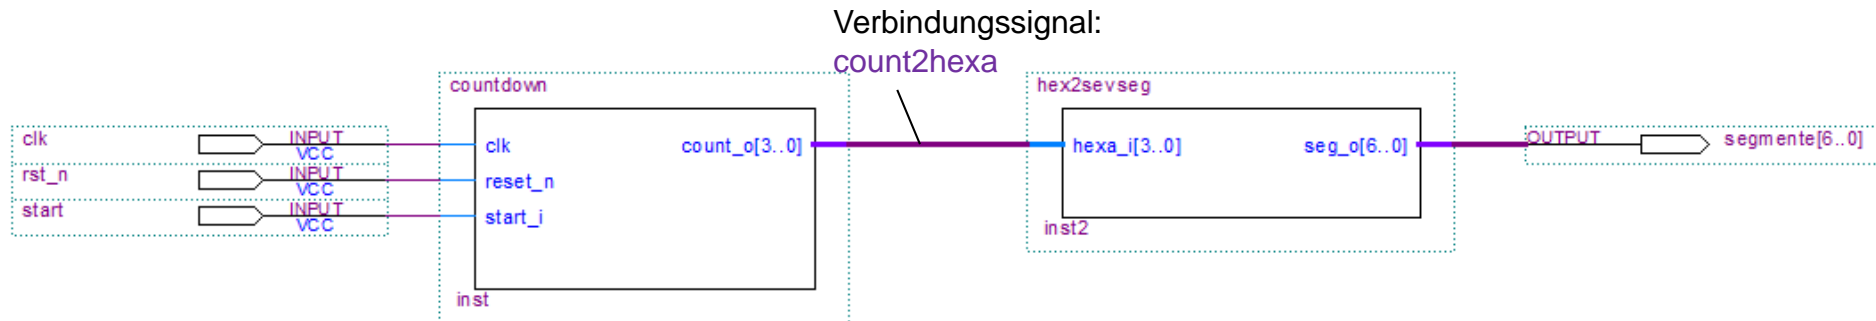 Verbindungssignal:
count2hexa
countdown
hex2sevseg
clk
INPUT
VCC
clk
count_o[3..0]
hexa_i[3..0]
seg_o[6..0]
OUTPUT
segmente[6..0]
rst_n
INPUT
VCC
reset_n
start
INPUT
VCC
start_i
inst2
inst